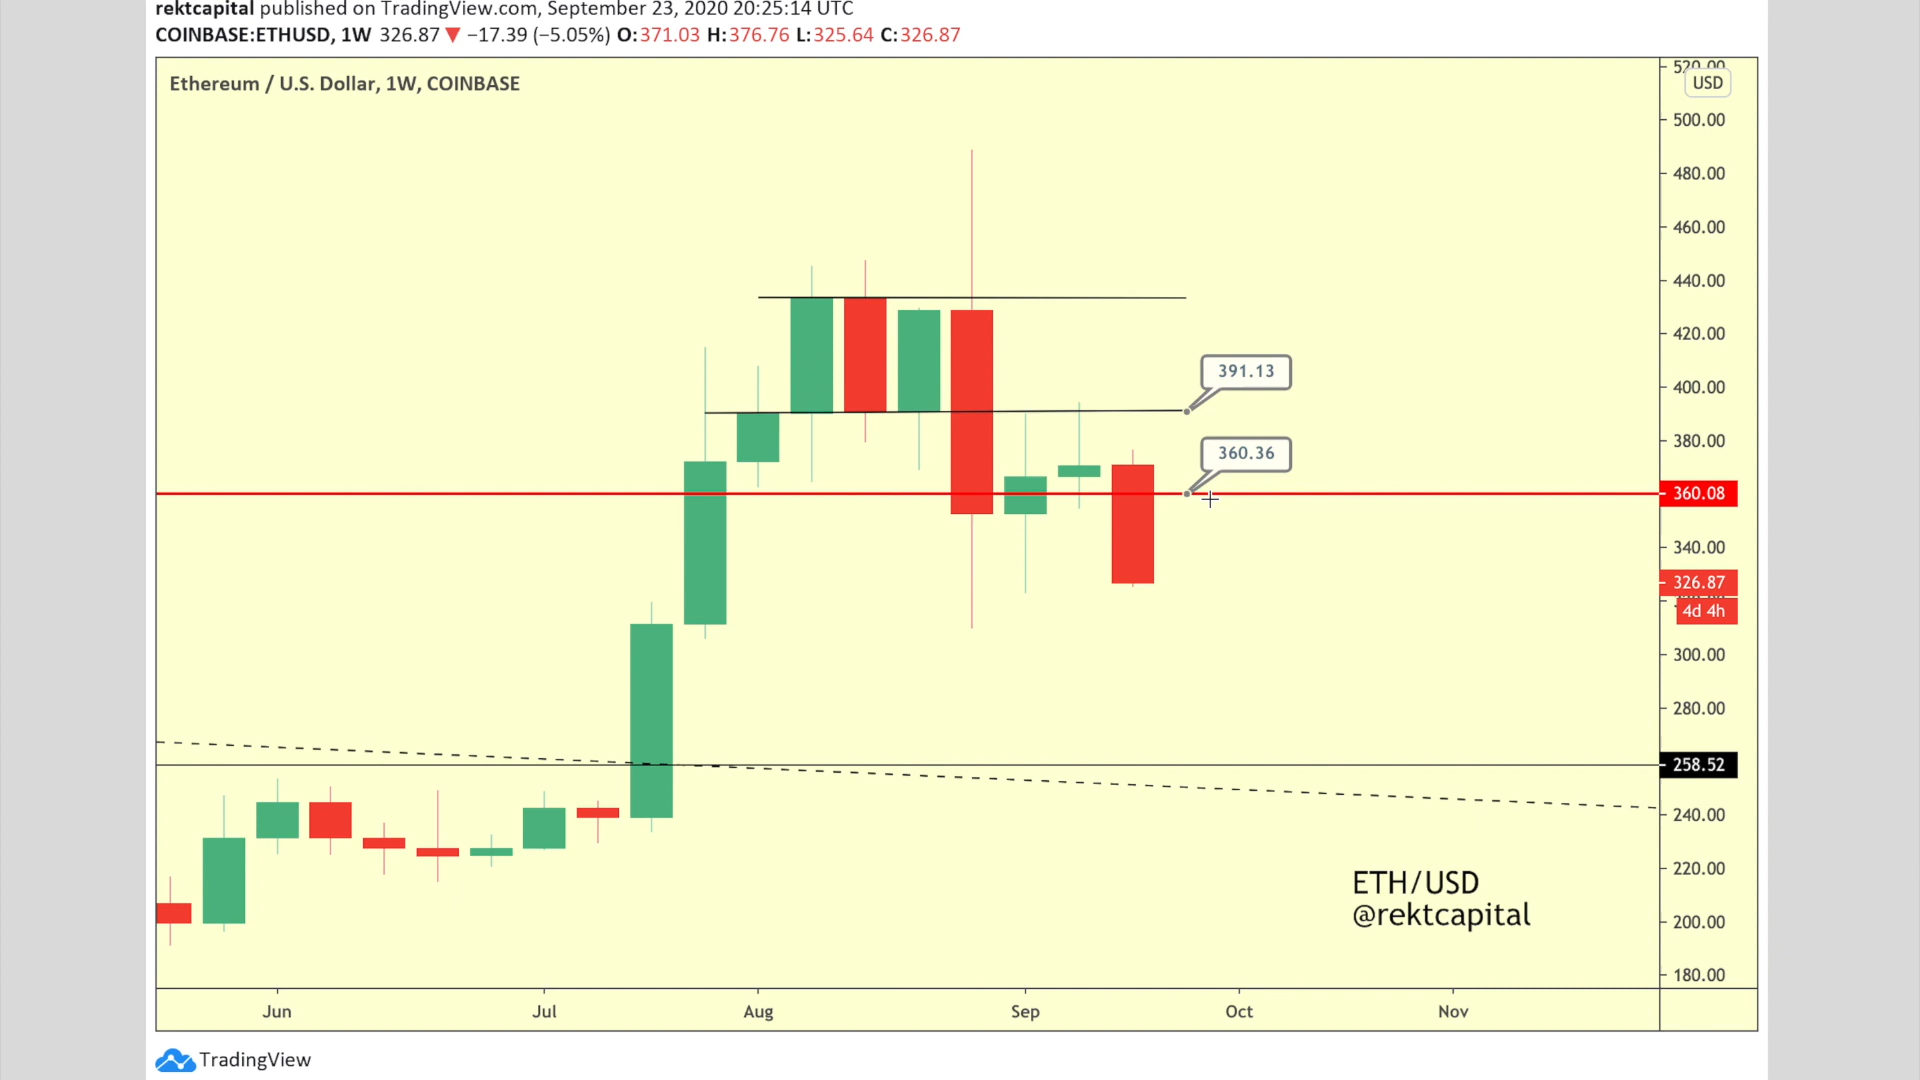 rektcapital published on TradingView.com, September 23, 2020 20:25:14 UTC
COINBASE:ETHUSD, 1W 326.87 ▼ −17.39 (−5.05%) O:371.03 H:376.76 L:325.64 C:326.87
Ethereum / U.S. Dollar, 1W, COINBASE
520.00
USD
500.00
480.00
460.00
440.00
420.00
400.00
391.13
380.00
360.36
360.08
340.00
326.87
4d 4h
300.00
280.00
258.52
240.00
220.00
200.00
180.00
ETH/USD
@rektcapital
Jun Jul Aug Sep Oct Nov
TradingView